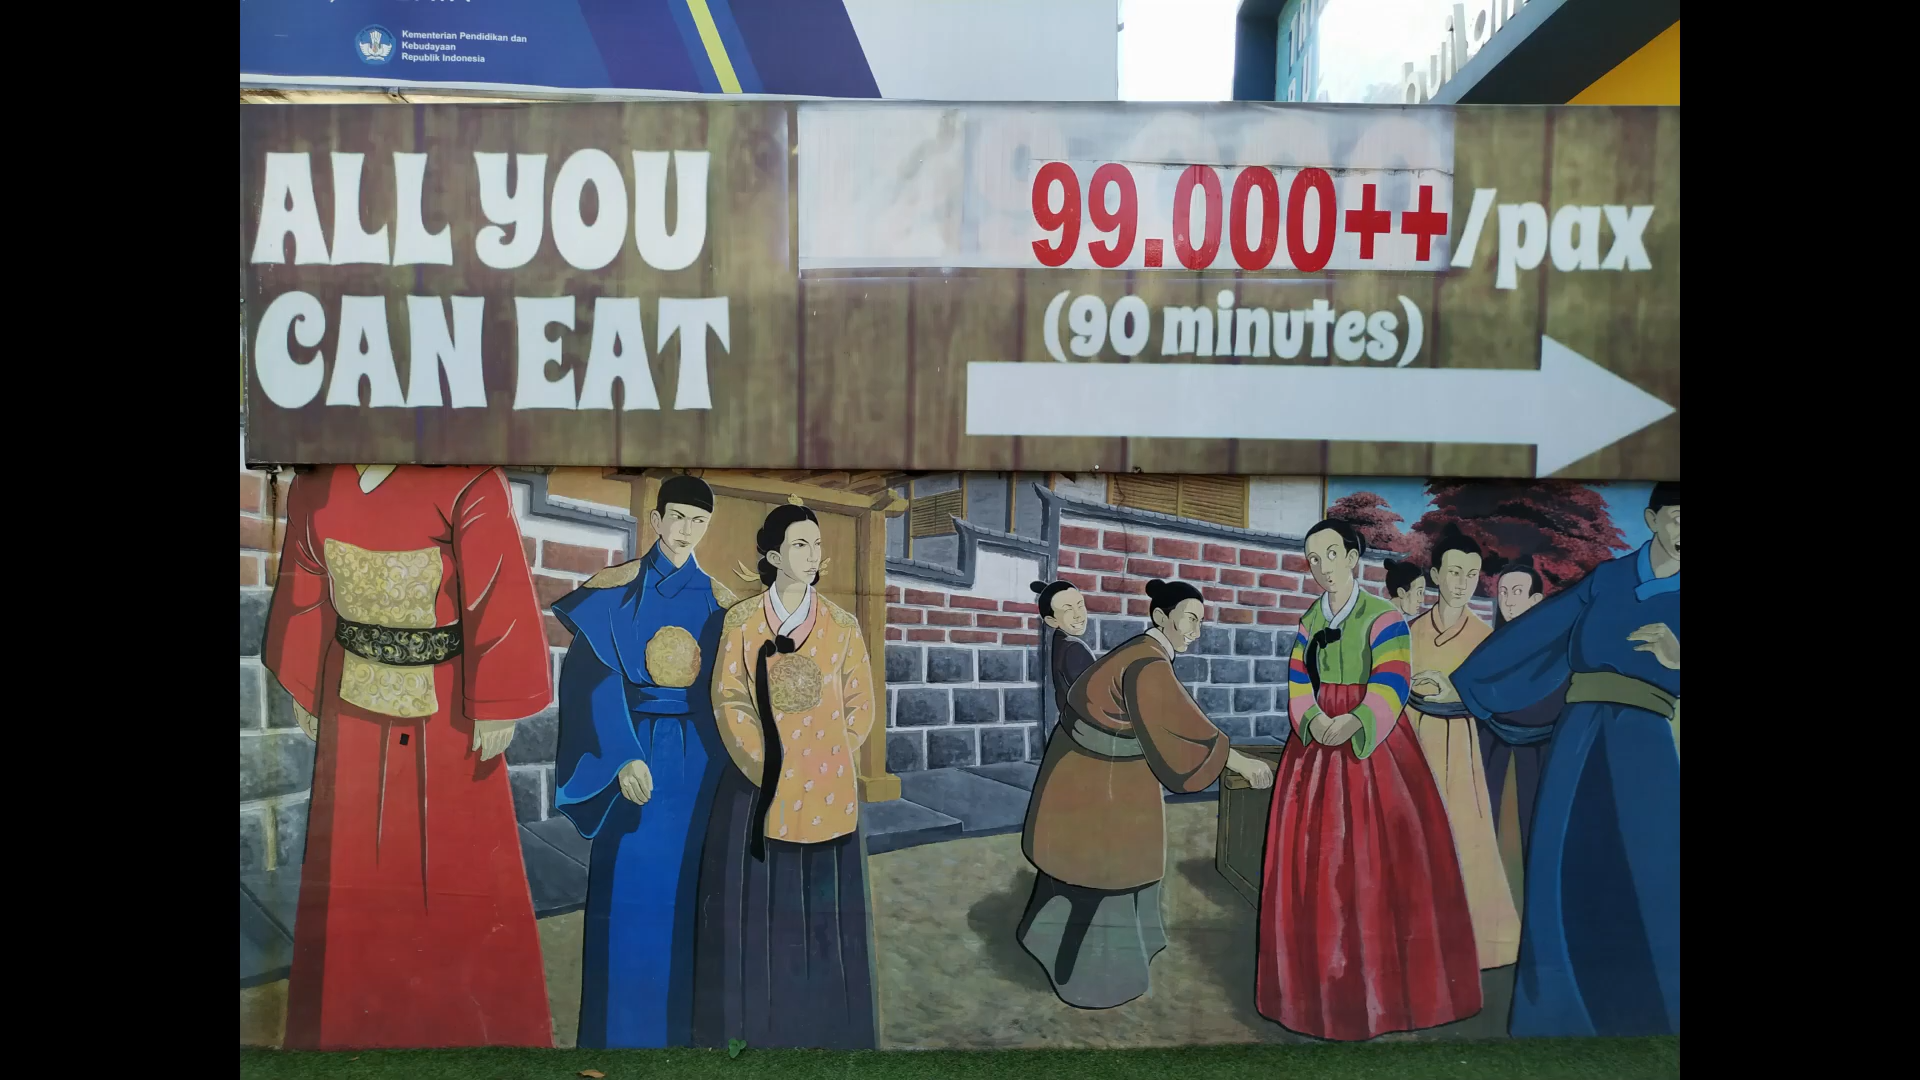 Kementerian Pendidikan dan
Kebudayaan
Republik Indonesia
ALL YOU
CAN EAT
99.000++/pax
(90 minutes)